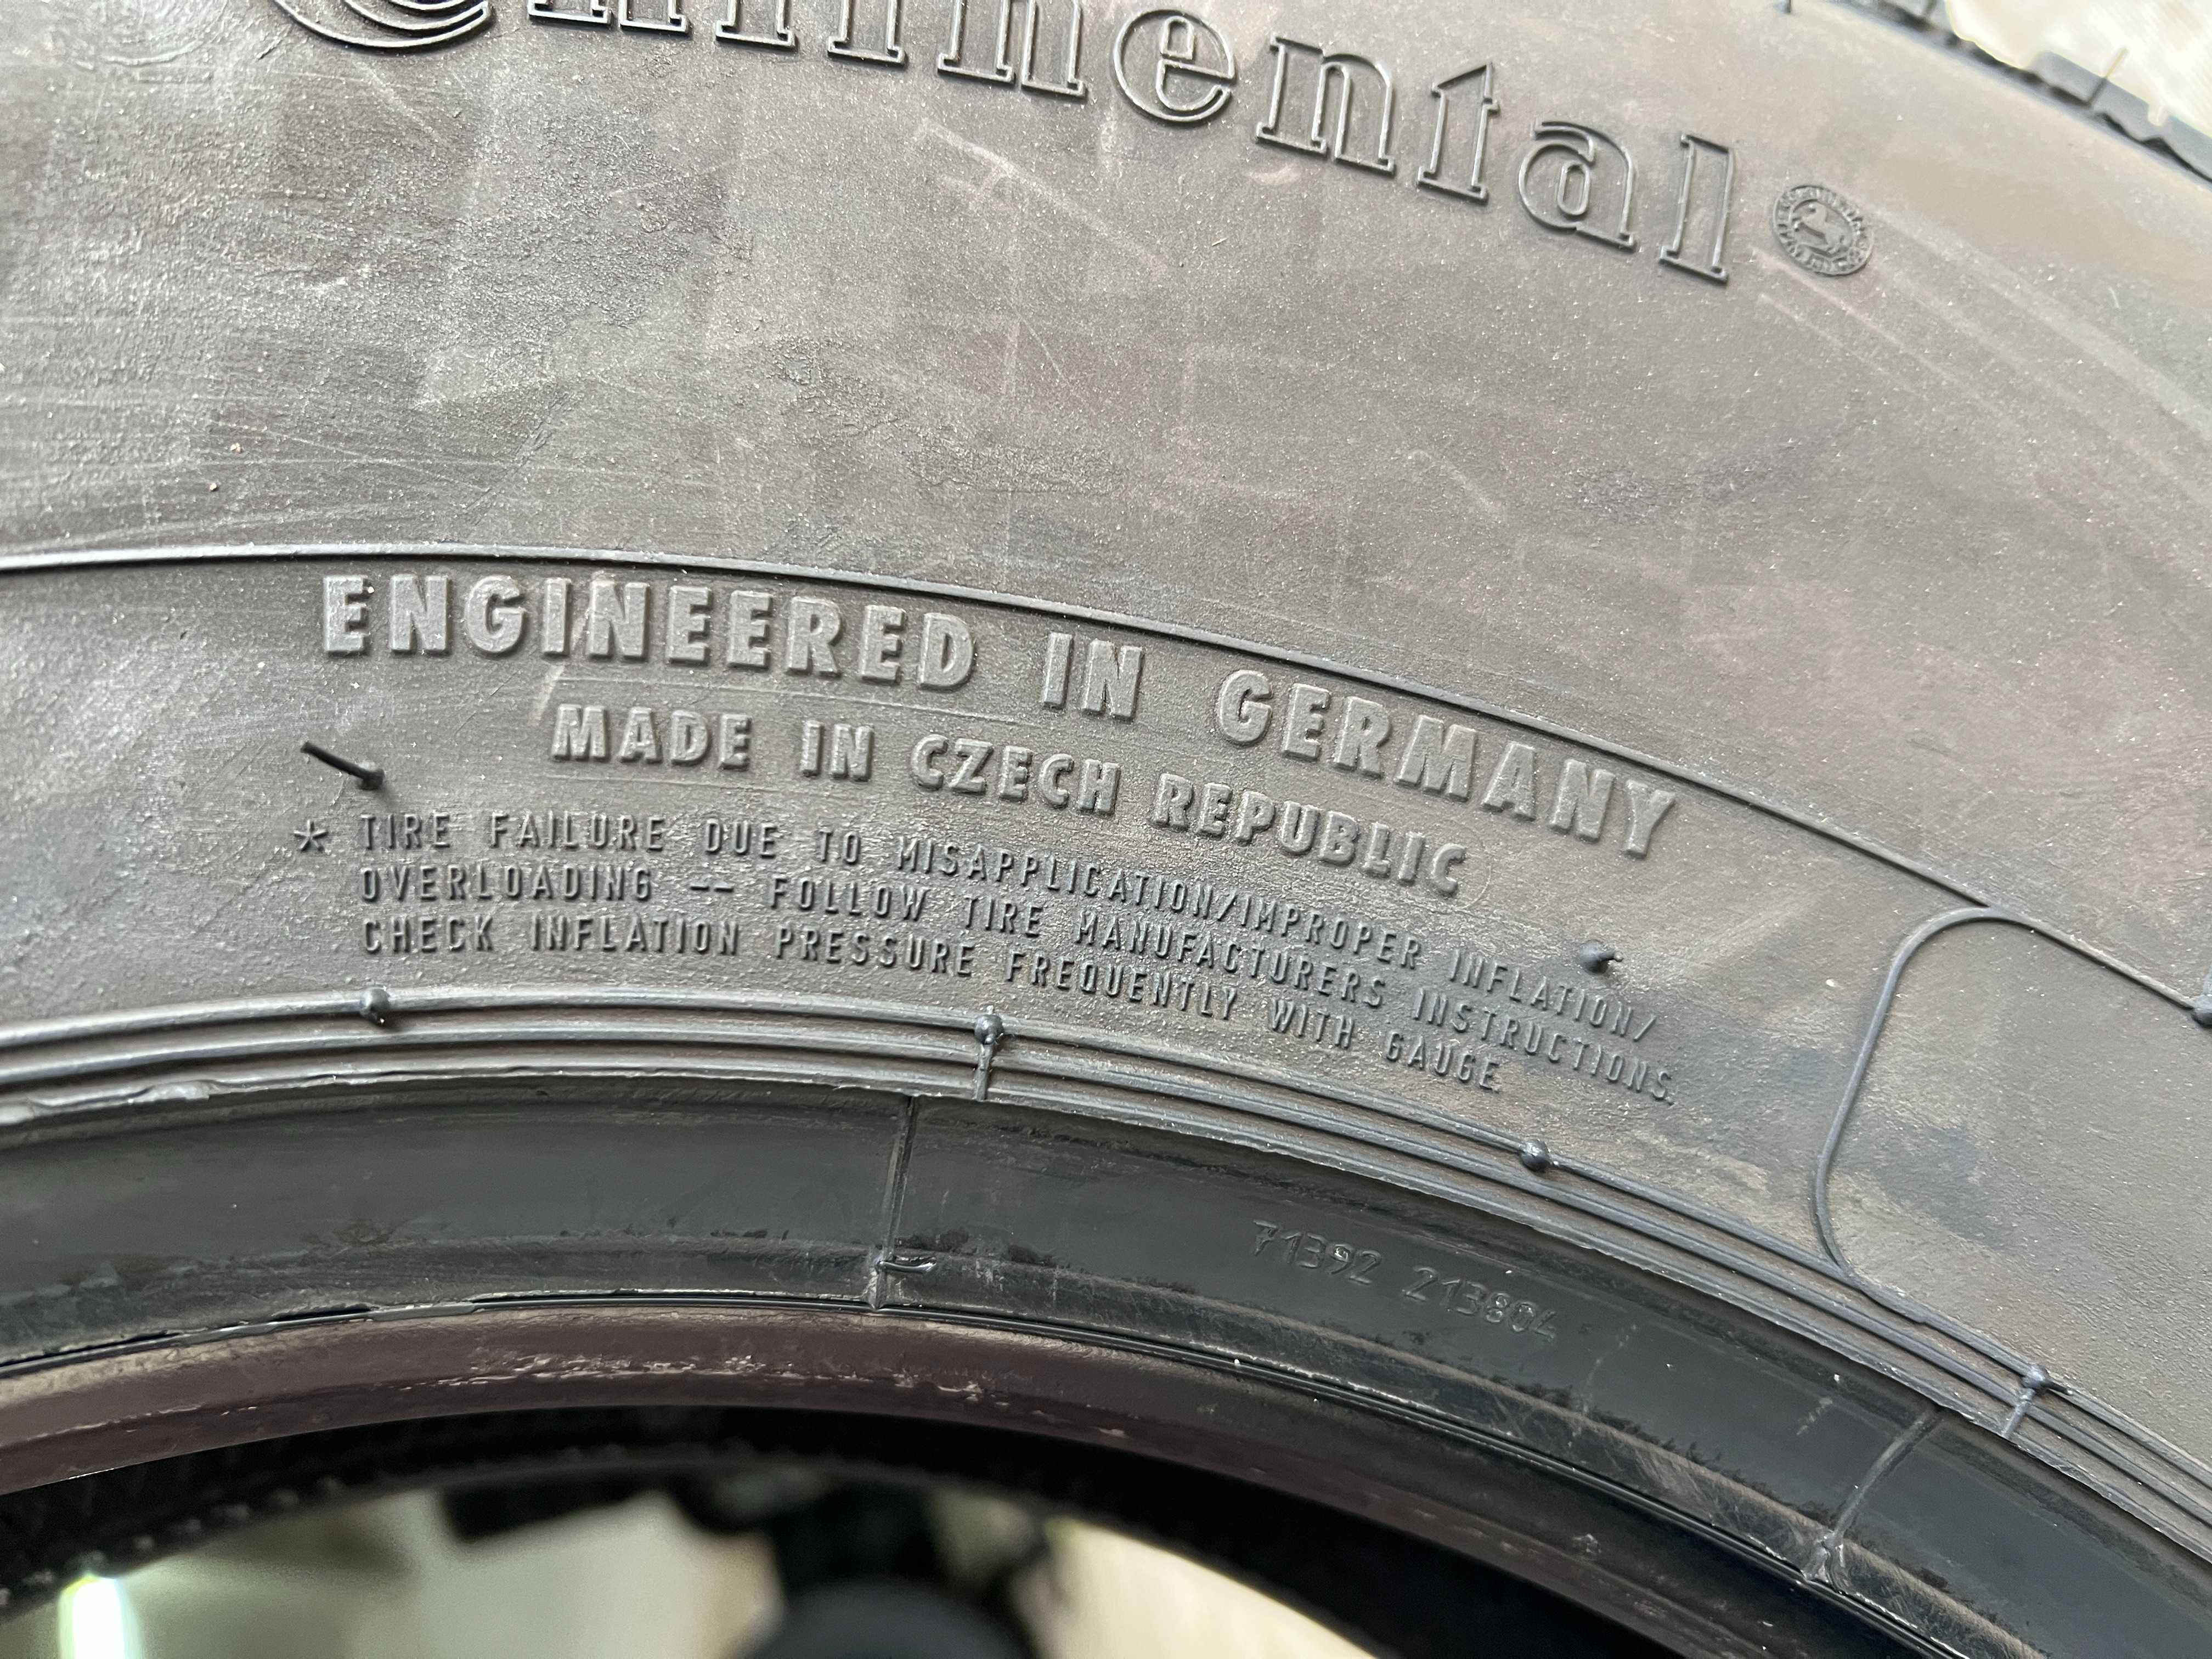 Continental
ENGINEERED IN GERMANY
MADE IN CZECH REPUBLIC
* TIRE FAILURE DUE TO MISAPPLICATION/IMPROPER INFLATION/
OVERLOADING -- FOLLOW TIRE MANUFACTURERS INSTRUCTIONS.
CHECK INFLATION PRESSURE FREQUENTLY WITH GAUGE.
71392 213804